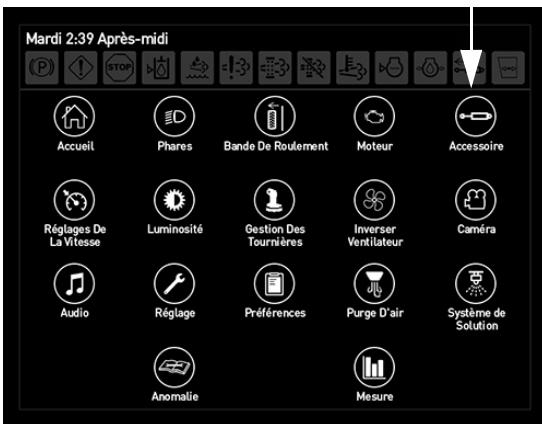 Mardi 2:39 Après-midi
P
STOP
Accueil
Phares
Bande De Roulement
Moteur
Accessoire
Réglages De
La Vitesse
Luminosité
Gestion Des
Tournières
Inverser
Ventilateur
Caméra
Audio
Réglage
Préférences
Purge D'air
Système de
Solution
Anomalie
Mesure